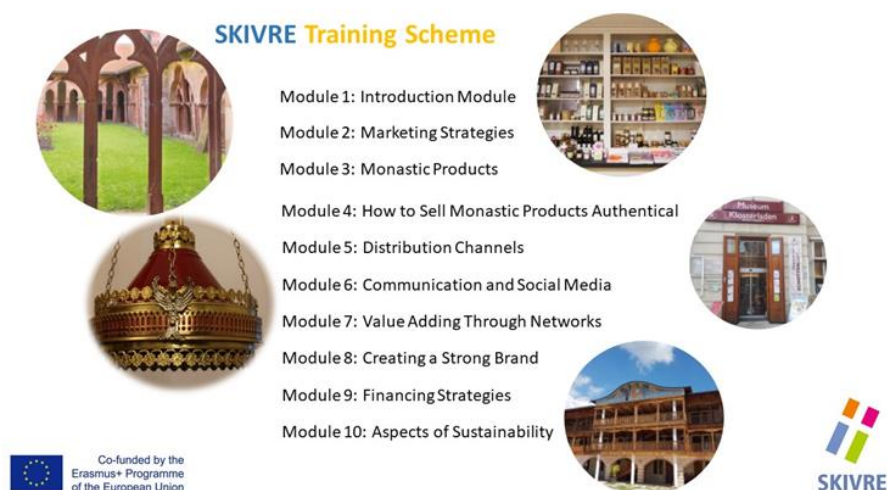 SKIVRE Training Scheme
Module 1: Introduction Module
Module 2: Marketing Strategies
Module 3: Monastic Products
Module 4: How to Sell Monastic Products Authentical
Module 5: Distribution Channels
Module 6: Communication and Social Media
Module 7: Value Adding Through Networks
Module 8: Creating a Strong Brand
Module 9: Financing Strategies
Module 10: Aspects of Sustainability
Museum
Klosterladen
Co-funded by the
Erasmus+ Programme
of the European Union
SKIVRE